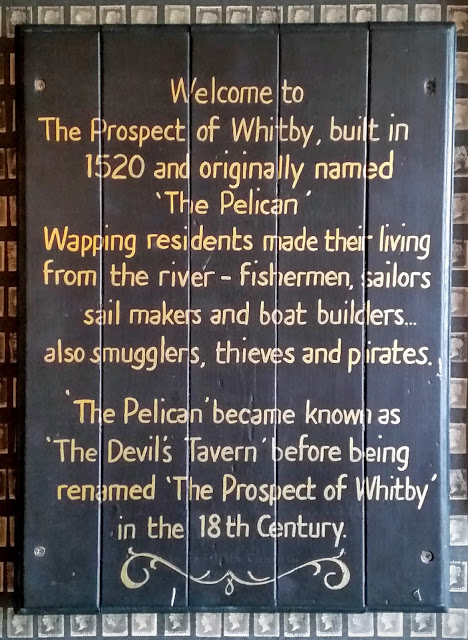 Welcome to
The Prospect of Whitby, built in
1520 and originally named
'The Pelican'
Wapping residents made their living
from the river - fishermen, sailors
sail makers and boat builders...
also smugglers, thieves and pirates.
'The Pelican' became known as
'The Devil's Tavern' before being
renamed 'The Prospect of Whitby'
in the 18th Century.